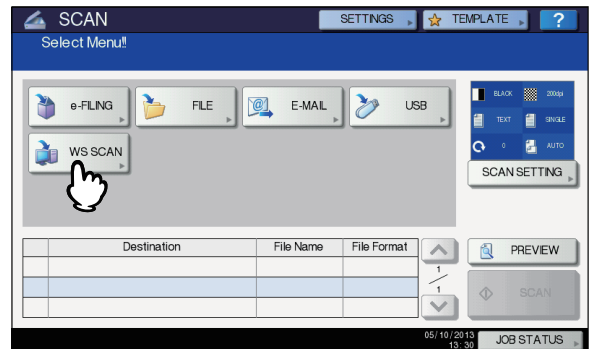 SCAN SETTINGS TEMPLATE ?
Select Menu!!
e-FILING FILE E-MAIL USB
WS SCAN
BLACK 200dpi
TEXT SINGLE
0 AUTO
SCAN SETTING
Destination File Name File Format
1
1
PREVIEW
SCAN
05/10/2013
13:30
JOB STATUS